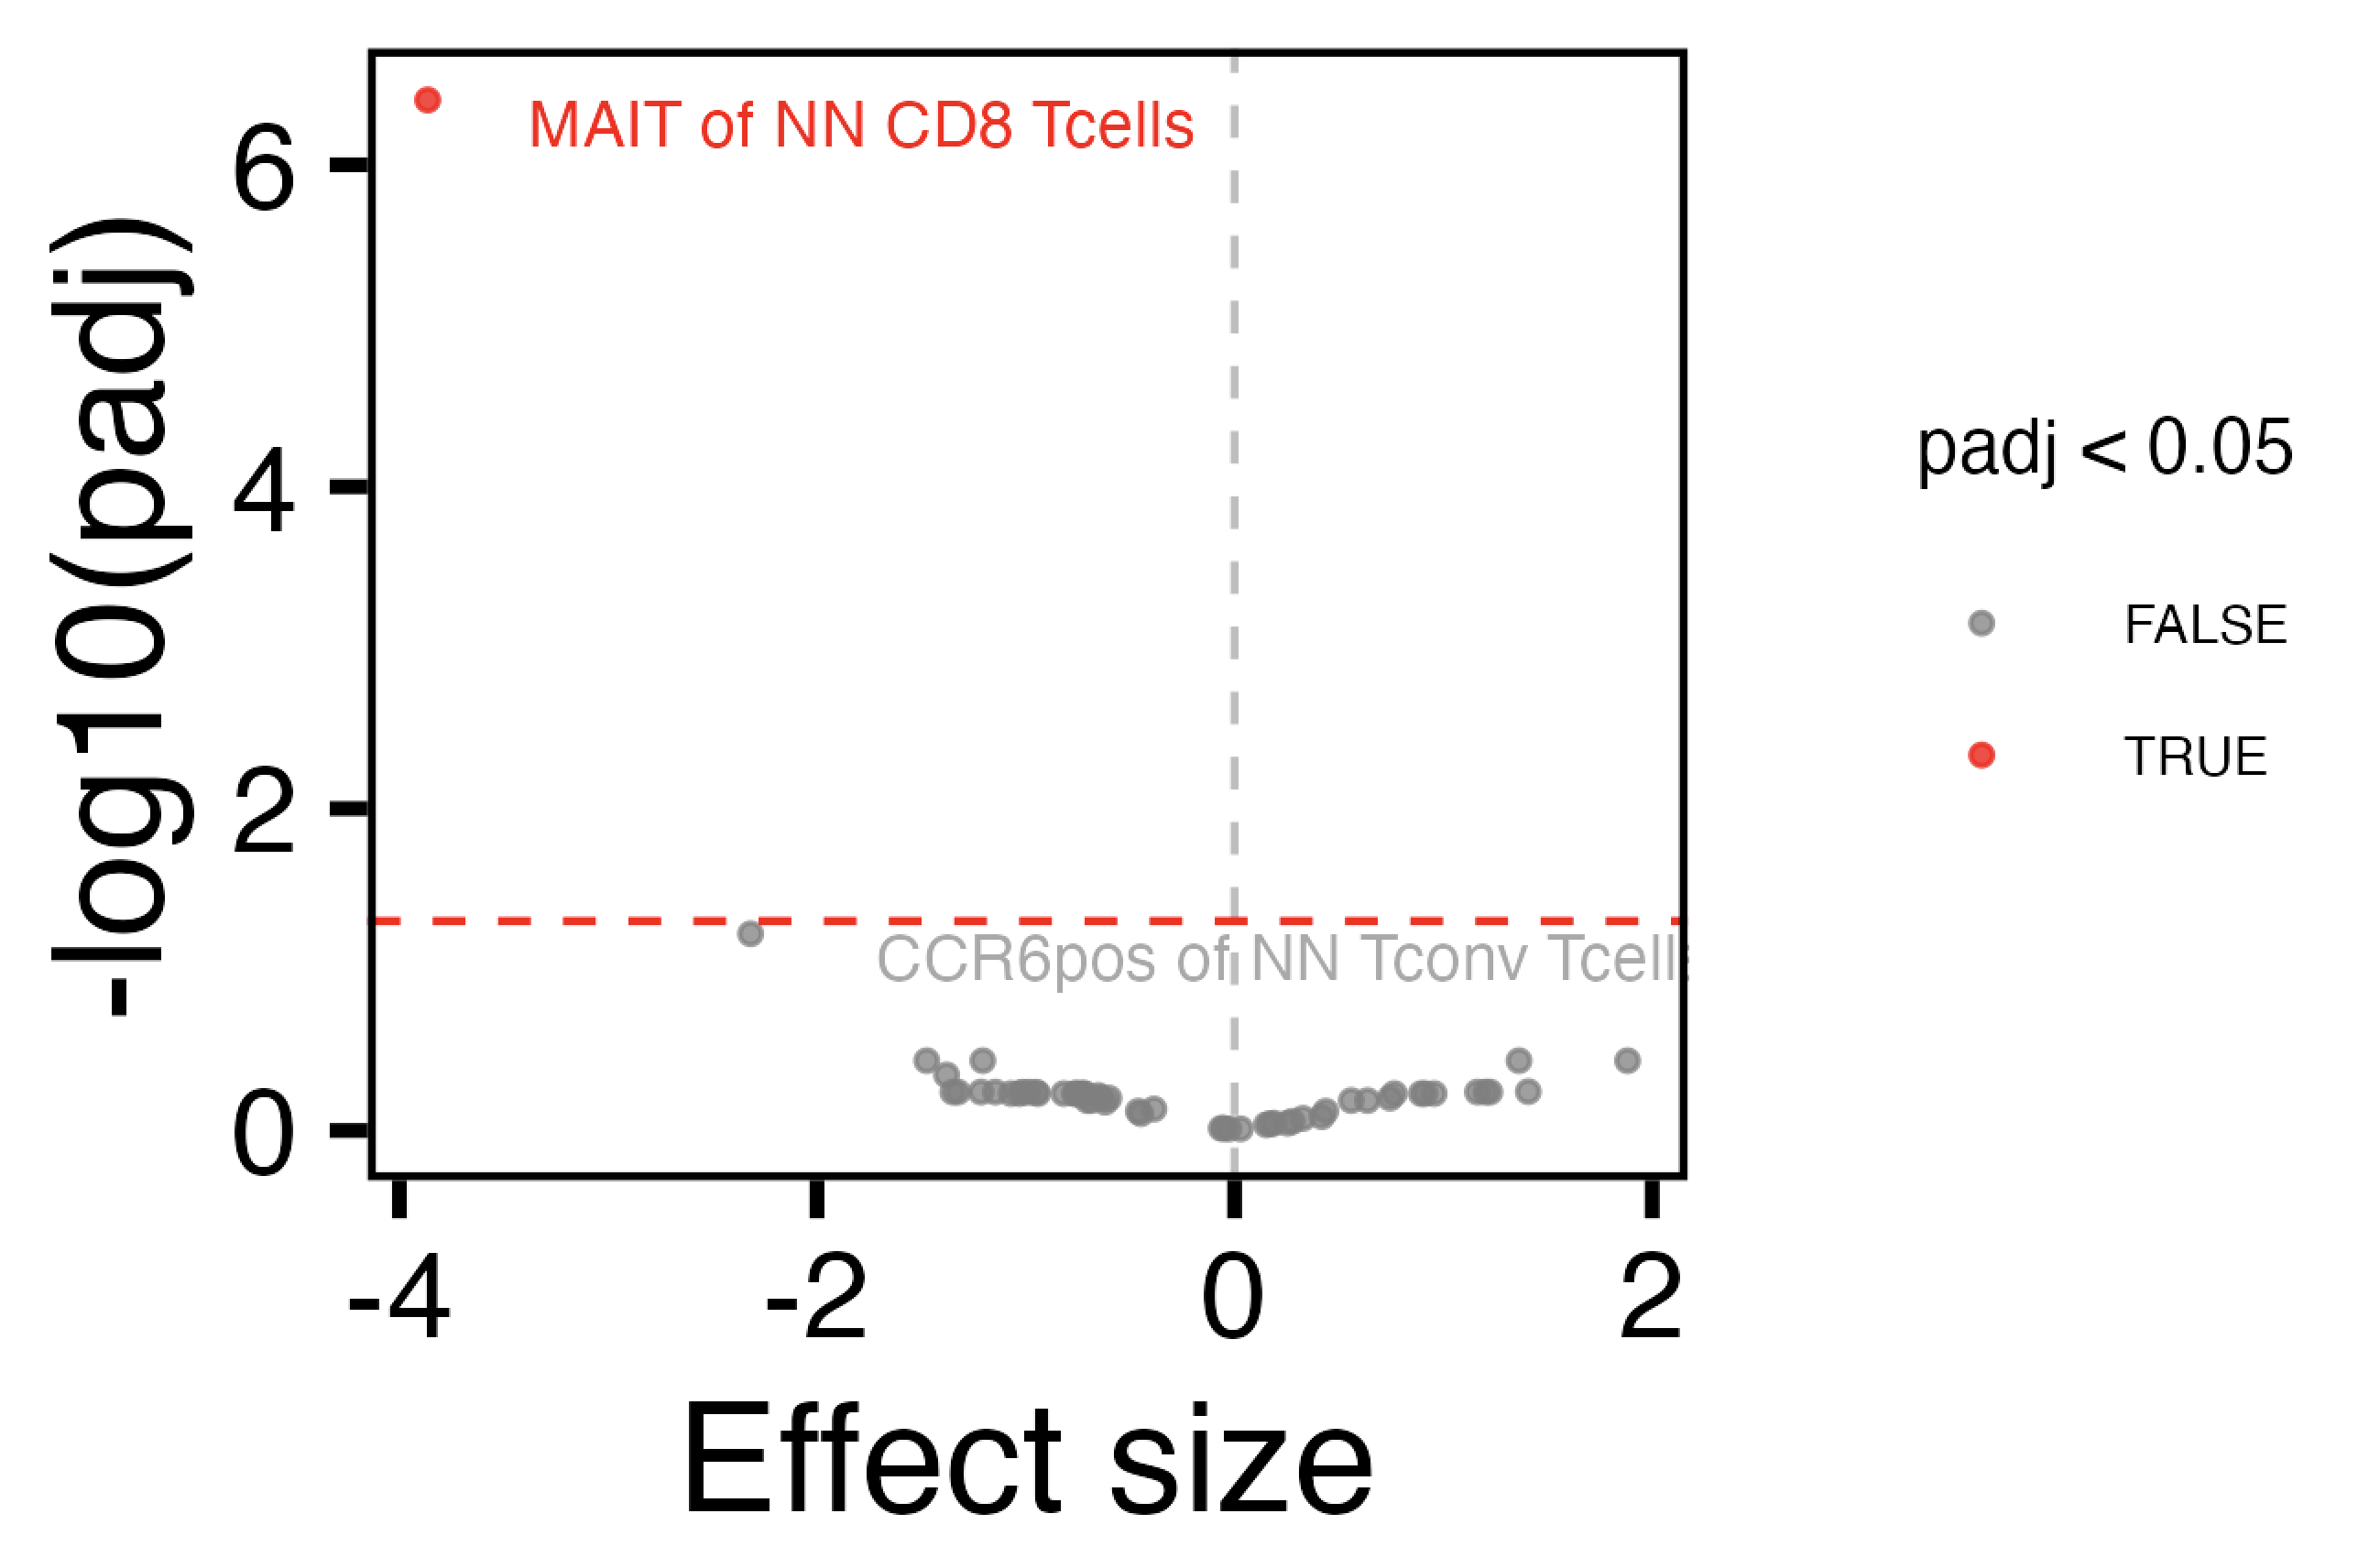 MAIT of NN CD8 Tcells
6
4
2
0
-log10(padj)
CCR6pos of NN Tconv Tcells
-4
-2
0
2
Effect size
padj < 0.05
FALSE
TRUE